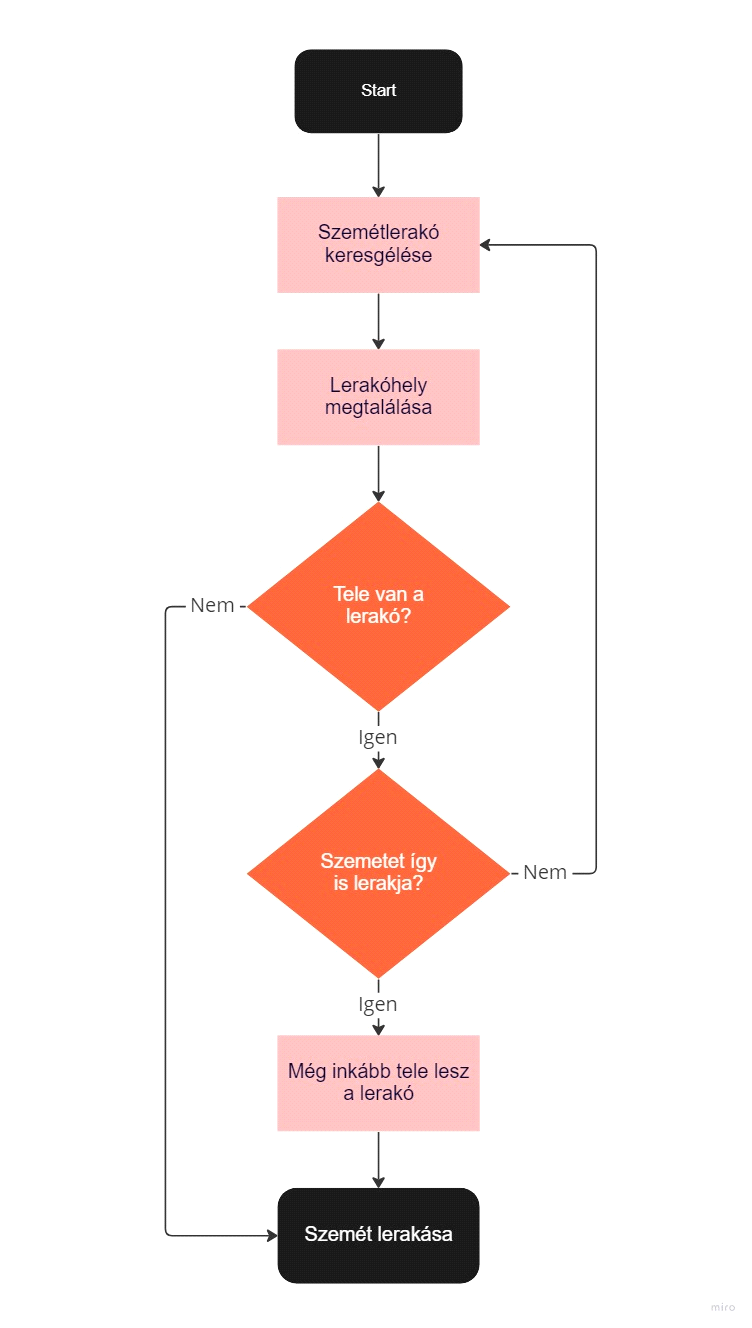 Start
Szemétlerakó
keresgélése
Lerakóhely
megtalálása
Tele van a
lerakó?
Nem
Igen
Szemetet így
is lerakja?
Nem
Igen
Még inkább tele lesz
a lerakó
Szemét lerakása
miro